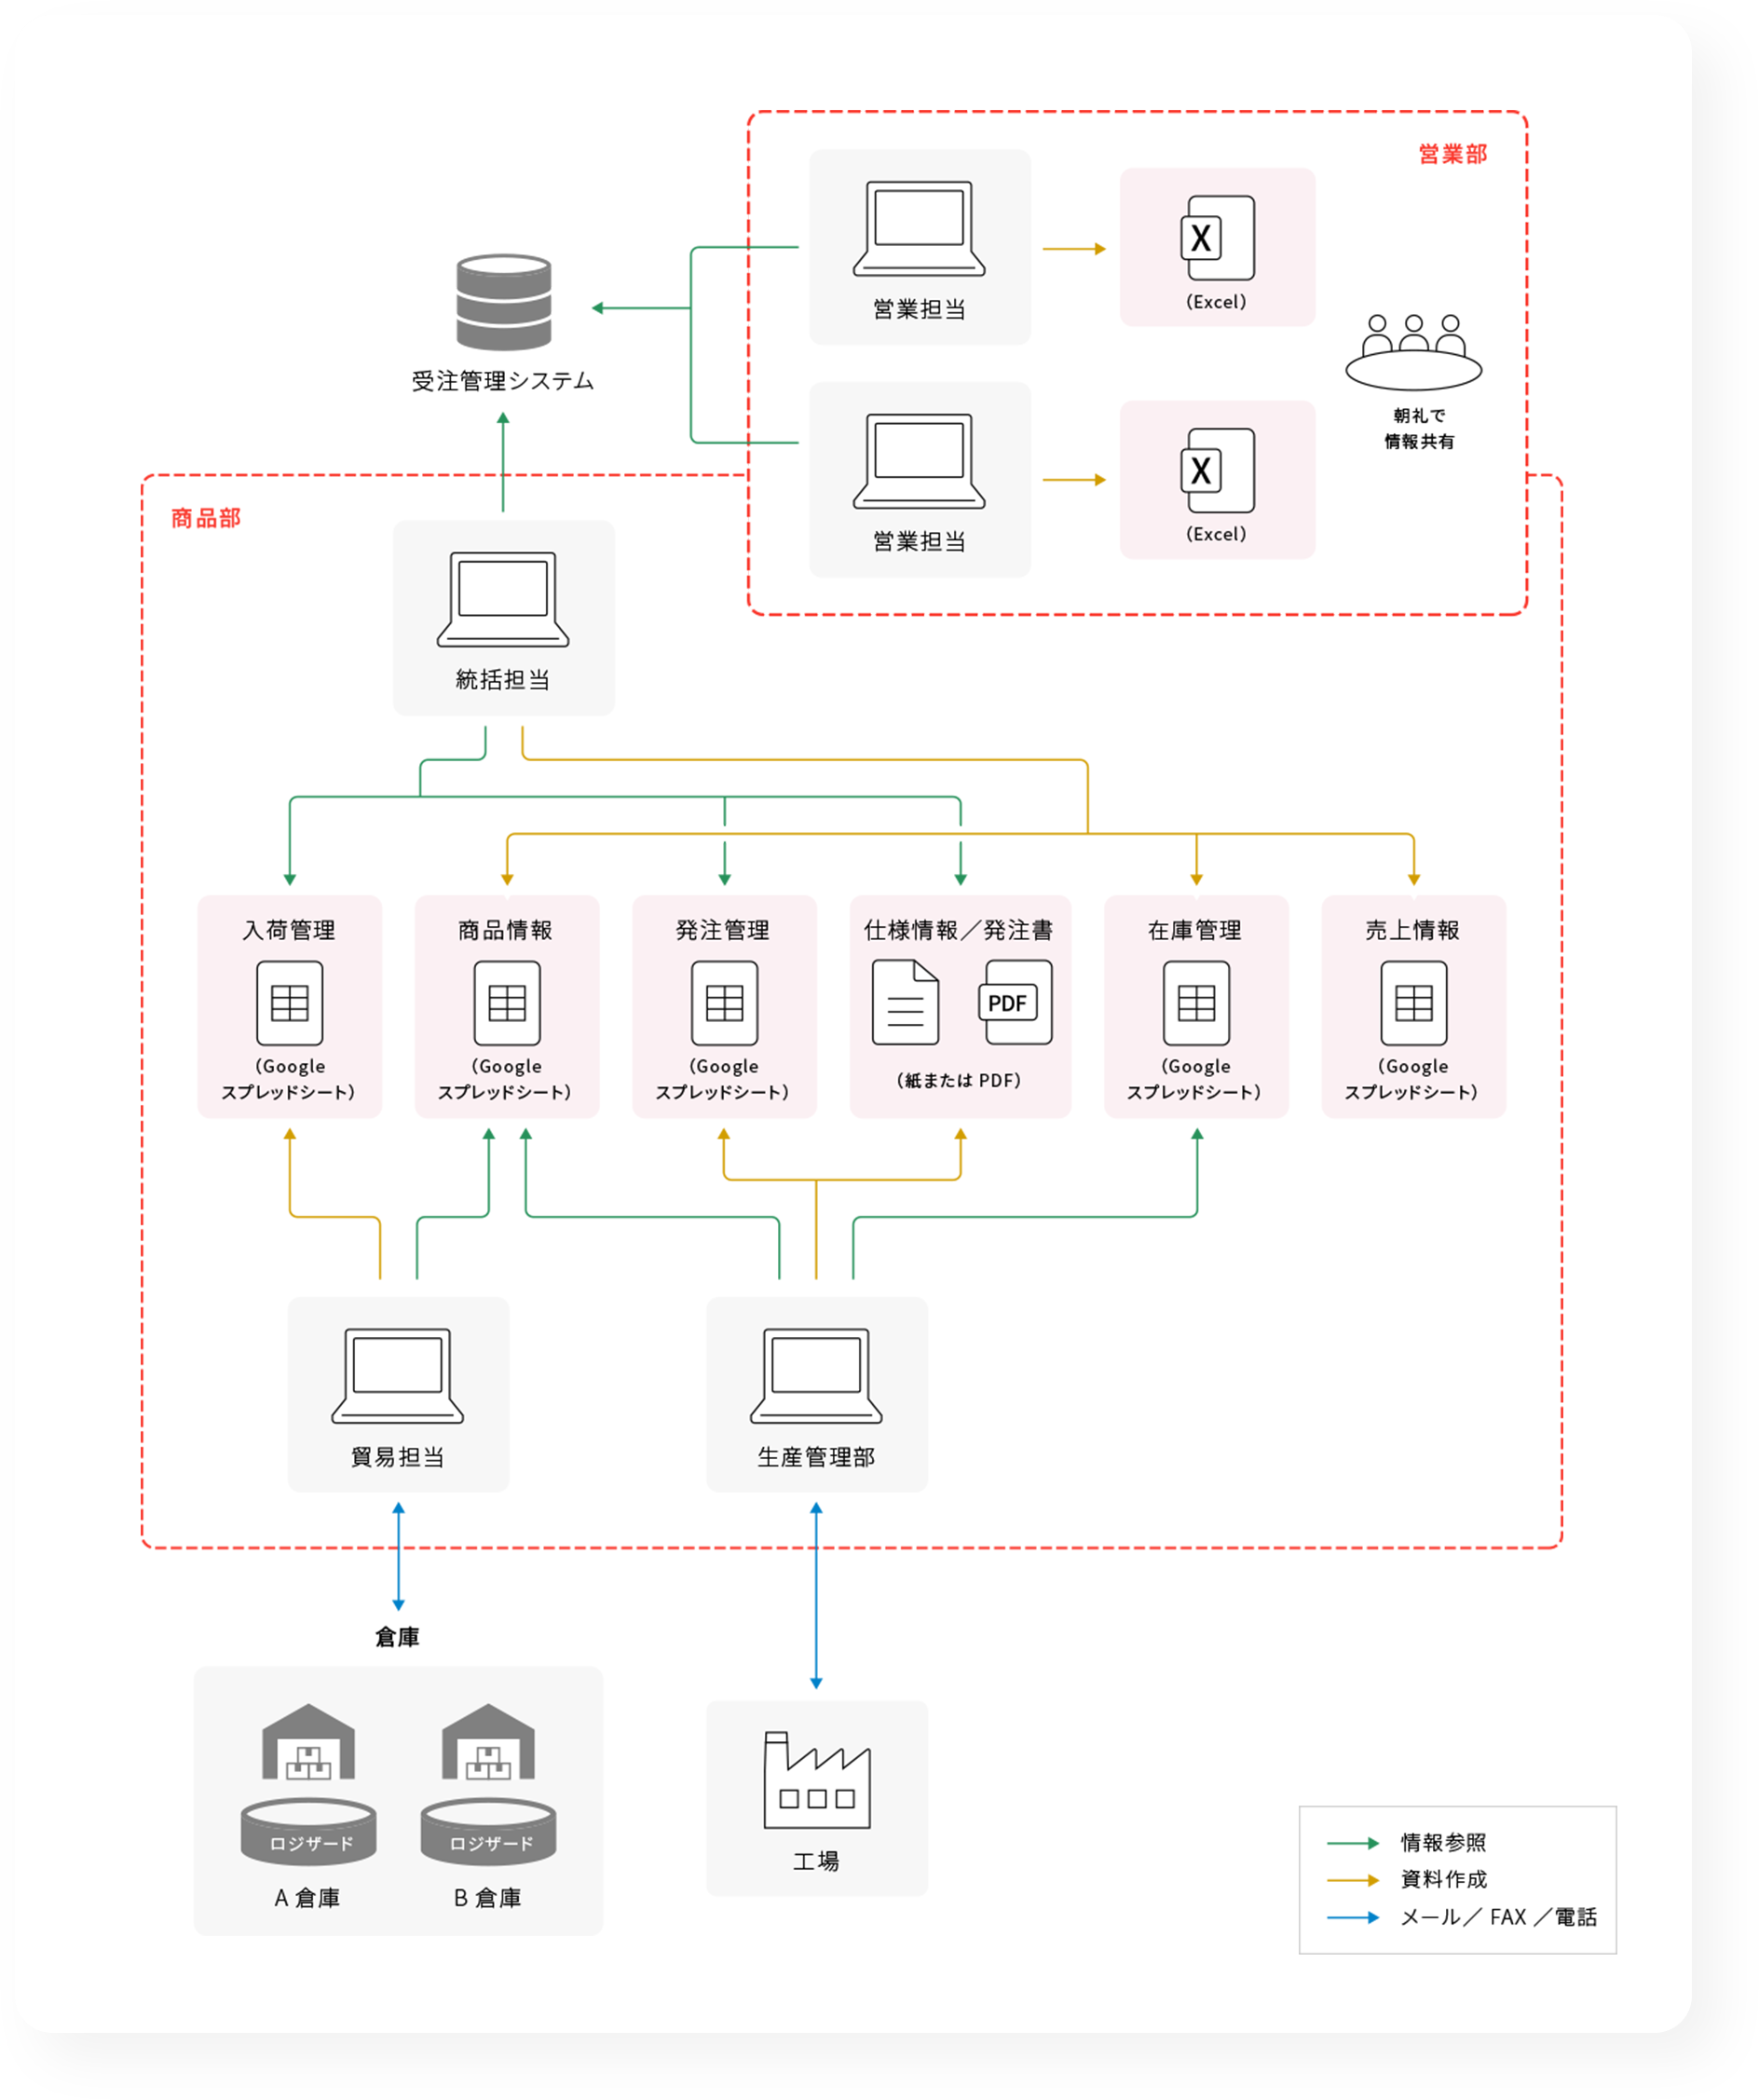 営業部
X
営業担当
(Excel)
受注管理システム
朝礼で
情報共有
X
営業担当
(Excel)
商品部
統括担当
入荷管理
(Google
スプレッドシート)
商品情報
(Google
スプレッドシート)
発注管理
(Google
スプレッドシート)
仕様情報／発注書
PDF
(紙または PDF)
在庫管理
(Google
スプレッドシート)
売上情報
(Google
スプレッドシート)
貿易担当
生産管理部
倉庫
ロジザード
A 倉庫
ロジザード
B 倉庫
工場
情報参照
資料作成
メール／ FAX ／電話